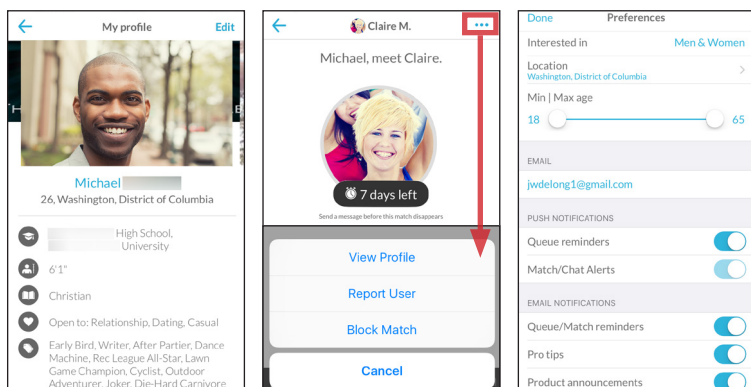 My profile
Edit
Michael
26, Washington, District of Columbia
High School,
University
6'1"
Christian
Open to: Relationship, Dating, Casual
Early Bird, Writer, After Partier, Dance
Machine, Rec League All-Star, Lawn
Game Champion, Cyclist, Outdoor
Adventurer, Joker, Die-Hard Carnivore
Claire M.
Michael, meet Claire.
7 days left
Send a message before this match disappears
View Profile
Report User
Block Match
Cancel
Done
Preferences
Interested in
Men & Women
Location
Washington, District of Columbia
Min | Max age
18
65
EMAIL
jwdelong1@gmail.com
PUSH NOTIFICATIONS
Queue reminders
Match/Chat Alerts
EMAIL NOTIFICATIONS
Queue/Match reminders
Pro tips
Product announcements